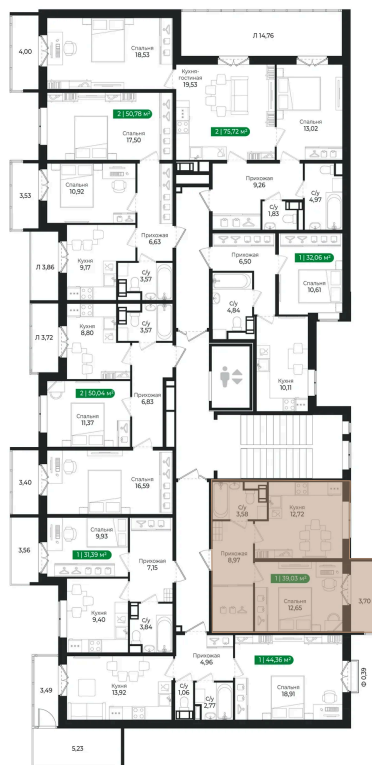 Л 14,76
4,00
Спальня
18,53
Кухня-
гостиная
19,53
2 | 50,78 м²
2 | 75,72 м²
Спальня
13,02
Спальня
17,50
3,53
Спальня
10,92
Прихожая
9,26
С/у
4,97
С/у
1,83
Прихожая
6,63
Прихожая
6,50
1 | 32,06 м²
Л 3,86
Кухня
9,17
С/у
3,57
Спальня
10,61
С/у
4,84
Л 3,72
Кухня
8,80
С/у
3,57
Кухня
10,11
2 | 50,04 м²
Спальня
11,37
Прихожая
6,83
3,40
Спальня
16,59
С/у
3,58
Кухня
12,72
3,56
Спальня
9,93
1 | 31,39 м²
Прихожая
7,15
Прихожая
8,97
1 | 39,03 м²
Спальня
12,65
3,70
Кухня
9,40
С/у
3,84
Прихожая
4,96
1 | 44,36 м²
3,49
Кухня
13,92
С/у
1,06
С/у
2,77
Спальня
18,91
Ф 0,39
5,23